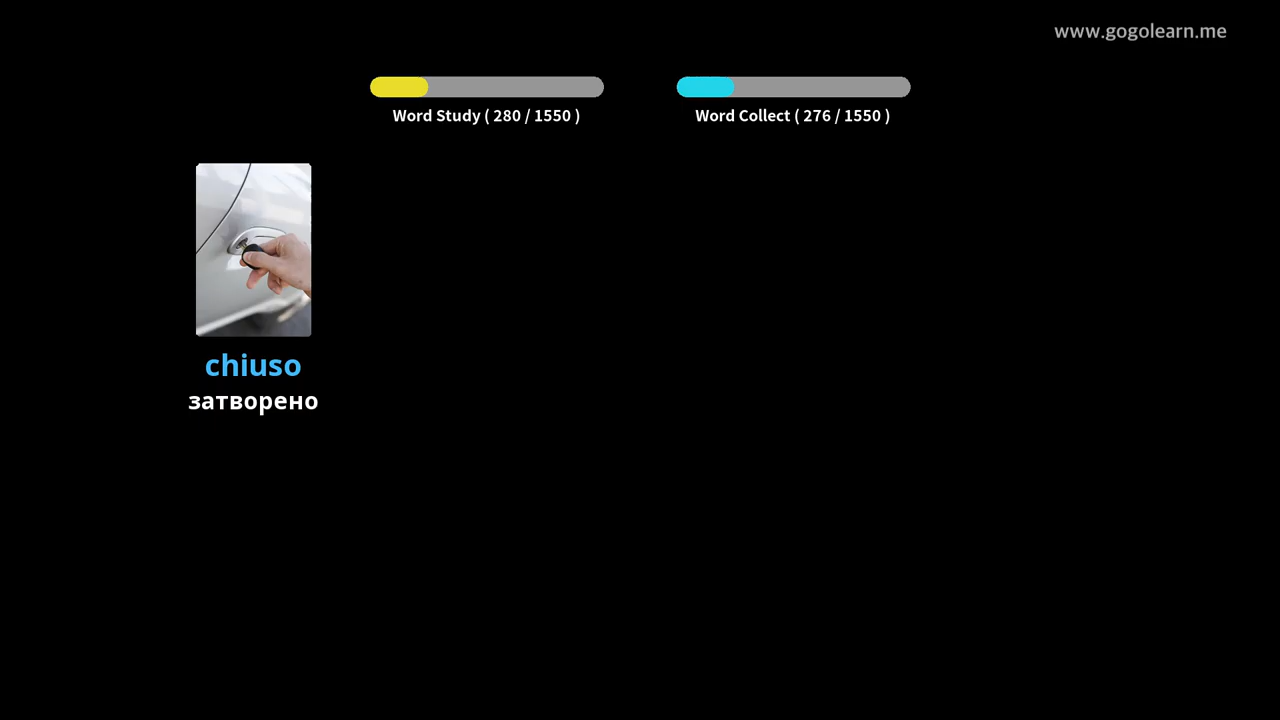 www.gogolearn.me
Word Study ( 280 / 1550 )
Word Collect ( 276 / 1550 )
chiuso
затворено